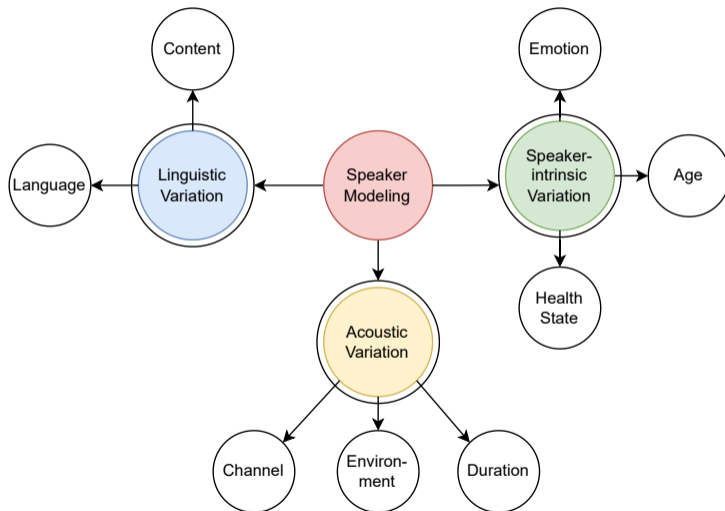 Content
Emotion
Language
Linguistic
Variation
Speaker
Modeling
Speaker-
intrinsic
Variation
Age
Health
State
Acoustic
Variation
Channel
Environ-
ment
Duration